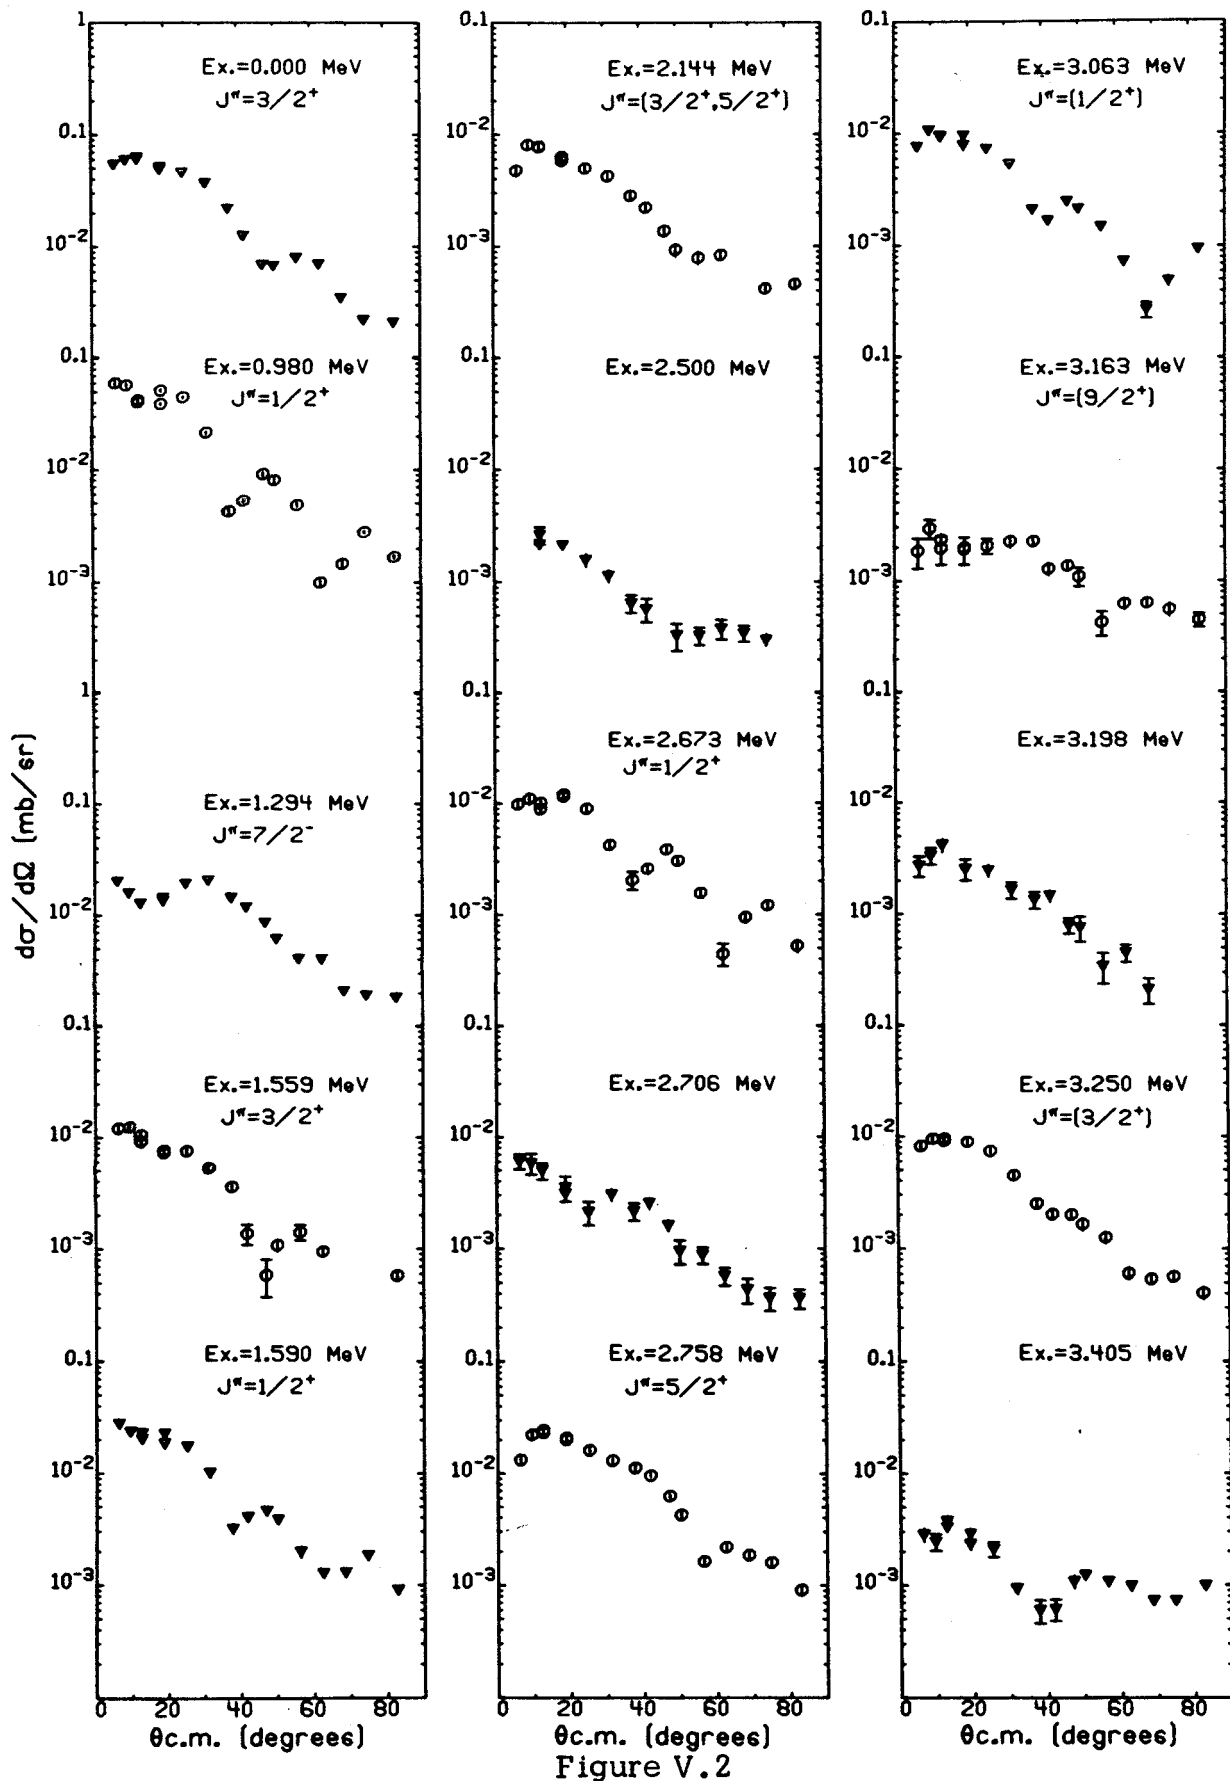 dσ/dΩ (mb/sr)
1
Ex.=0.000 MeV
Jπ=3/2+
0.1
10-2
0.1
Ex.=0.980 MeV
Jπ=1/2+
10-2
10-3
1
0.1
Ex.=1.294 MeV
Jπ=7/2-
10-2
0.1
Ex.=1.559 MeV
Jπ=3/2+
10-2
10-3
0.1
Ex.=1.590 MeV
Jπ=1/2+
10-2
10-3
0 20 40 60 80
θc.m. (degrees)
0.1
Ex.=2.144 MeV
Jπ=(3/2+,5/2+)
10-2
10-3
0.1
Ex.=2.500 MeV
10-2
10-3
0.1
Ex.=2.673 MeV
Jπ=1/2+
10-2
10-3
0.1
Ex.=2.706 MeV
10-2
10-3
0.1
Ex.=2.758 MeV
Jπ=5/2+
10-2
10-3
0 20 40 60 80
θc.m. (degrees)
0.1
Ex.=3.063 MeV
Jπ=(1/2+)
10-2
10-3
0.1
Ex.=3.163 MeV
Jπ=(9/2+)
10-2
10-3
0.1
Ex.=3.198 MeV
10-2
10-3
0.1
Ex.=3.250 MeV
Jπ=(3/2+)
10-2
10-3
0.1
Ex.=3.405 MeV
10-2
10-3
0 20 40 60 80
θc.m. (degrees)
Figure V.2